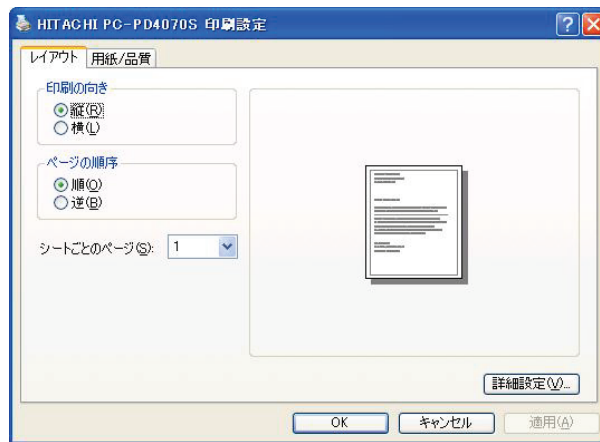 HITACHI PC-PD4070S 印刷設定
レイアウト 用紙/品質
印刷の向き
縦(R)
横(L)
ページの順序
順(O)
逆(B)
シートごとのページ(S): 1
詳細設定(V)...
OK キャンセル 適用(A)